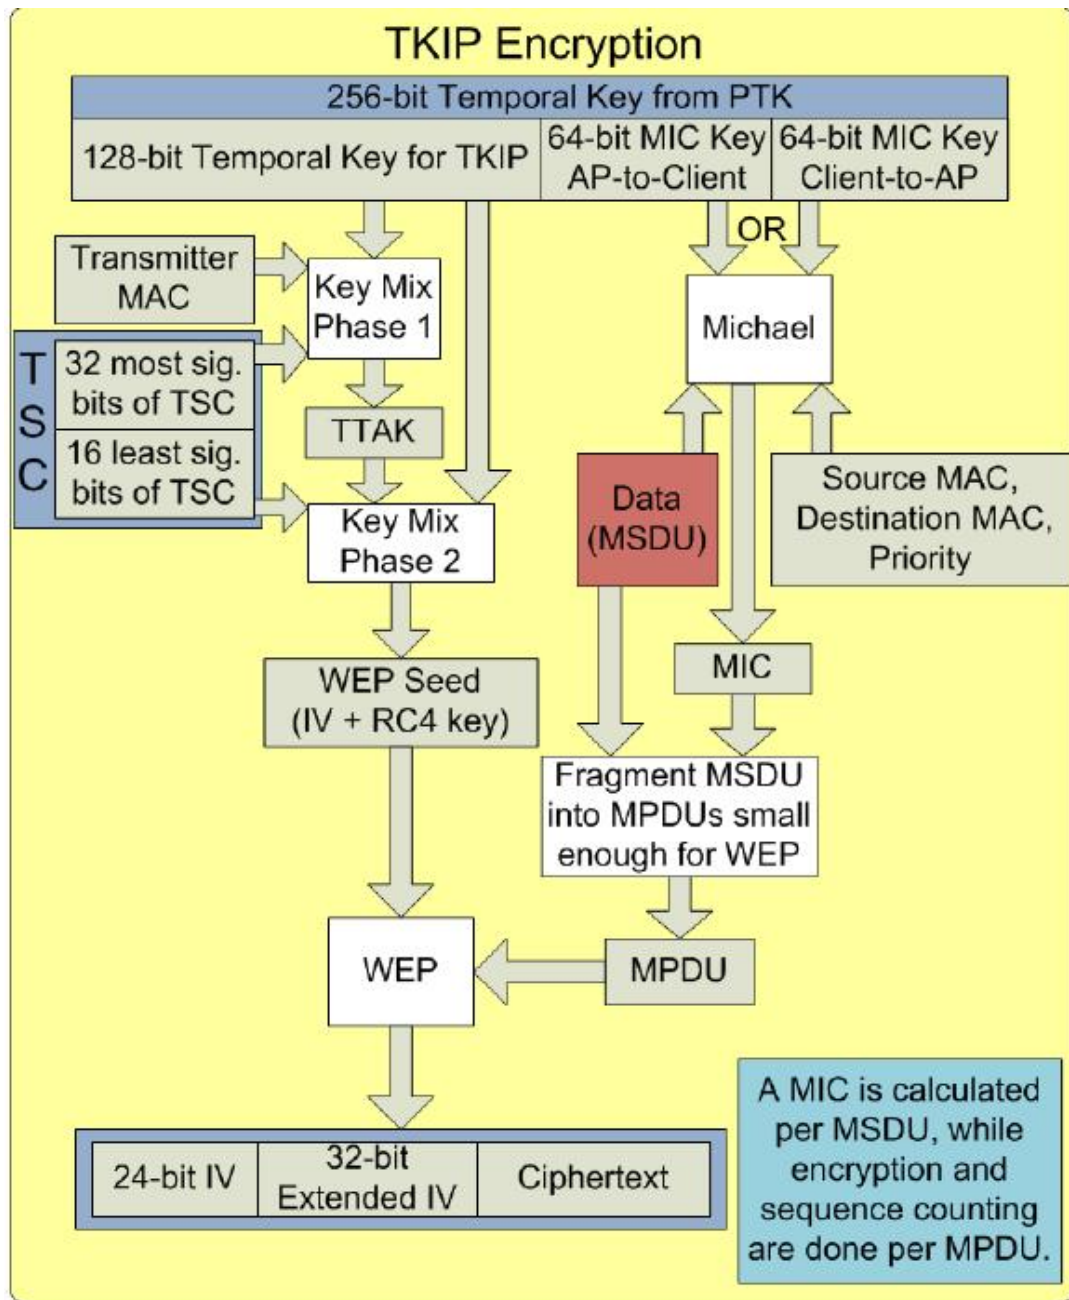 TKIP Encryption
256-bit Temporal Key from PTK
128-bit Temporal Key for TKIP
64-bit MIC Key
AP-to-Client
64-bit MIC Key
Client-to-AP
OR
Transmitter
MAC
Key Mix
Phase 1
Michael
TSC
32 most sig.
bits of TSC
16 least sig.
bits of TSC
TTAK
Key Mix
Phase 2
Data
(MSDU)
Source MAC,
Destination MAC,
Priority
WEP Seed
(IV + RC4 key)
MIC
Fragment MSDU
into MPDUs small
enough for WEP
WEP
MPDU
24-bit IV
32-bit
Extended IV
Ciphertext
A MIC is calculated
per MSDU, while
encryption and
sequence counting
are done per MPDU.